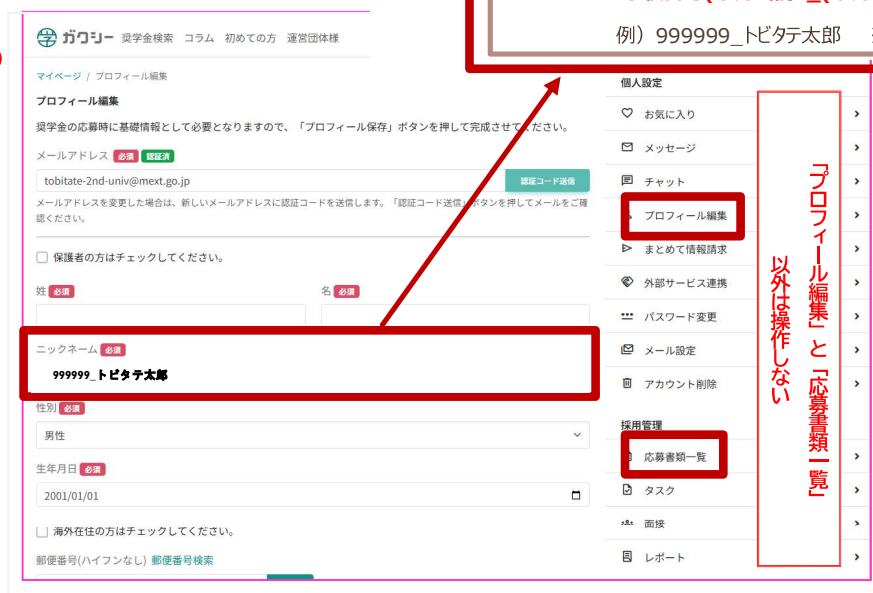 例）999999_トビタテ太郎
ガクシー 奨学金検索 コラム 初めての方 運営団体様
マイページ / プロフィール編集
プロフィール編集
奨学金の応募時に基礎情報として必要となりますので、「プロフィール保存」ボタンを押して完成させてください。
メールアドレス 必須 認証済
tobitate-2nd-univ@mext.go.jp 認証コード送信
メールアドレスを変更した場合は、新しいメールアドレスに認証コードを送信します。「認証コード送信」ボタンを押してメールをご確
認ください。
保護者の方はチェックしてください。
姓 必須 名 必須
ニックネーム 必須
999999_トビタテ太郎
性別 必須
男性
生年月日 必須
2001/01/01
海外在住の方はチェックしてください。
郵便番号(ハイフンなし) 郵便番号検索
個人設定
お気に入り
メッセージ
チャット
プロフィール編集
まとめて情報請求
外部サービス連携
パスワード変更
メール設定
アカウント削除
採用管理
応募書類一覧
タスク
面接
レポート
「プロフィール編集」と「応募書類一覧」
以外は操作しない